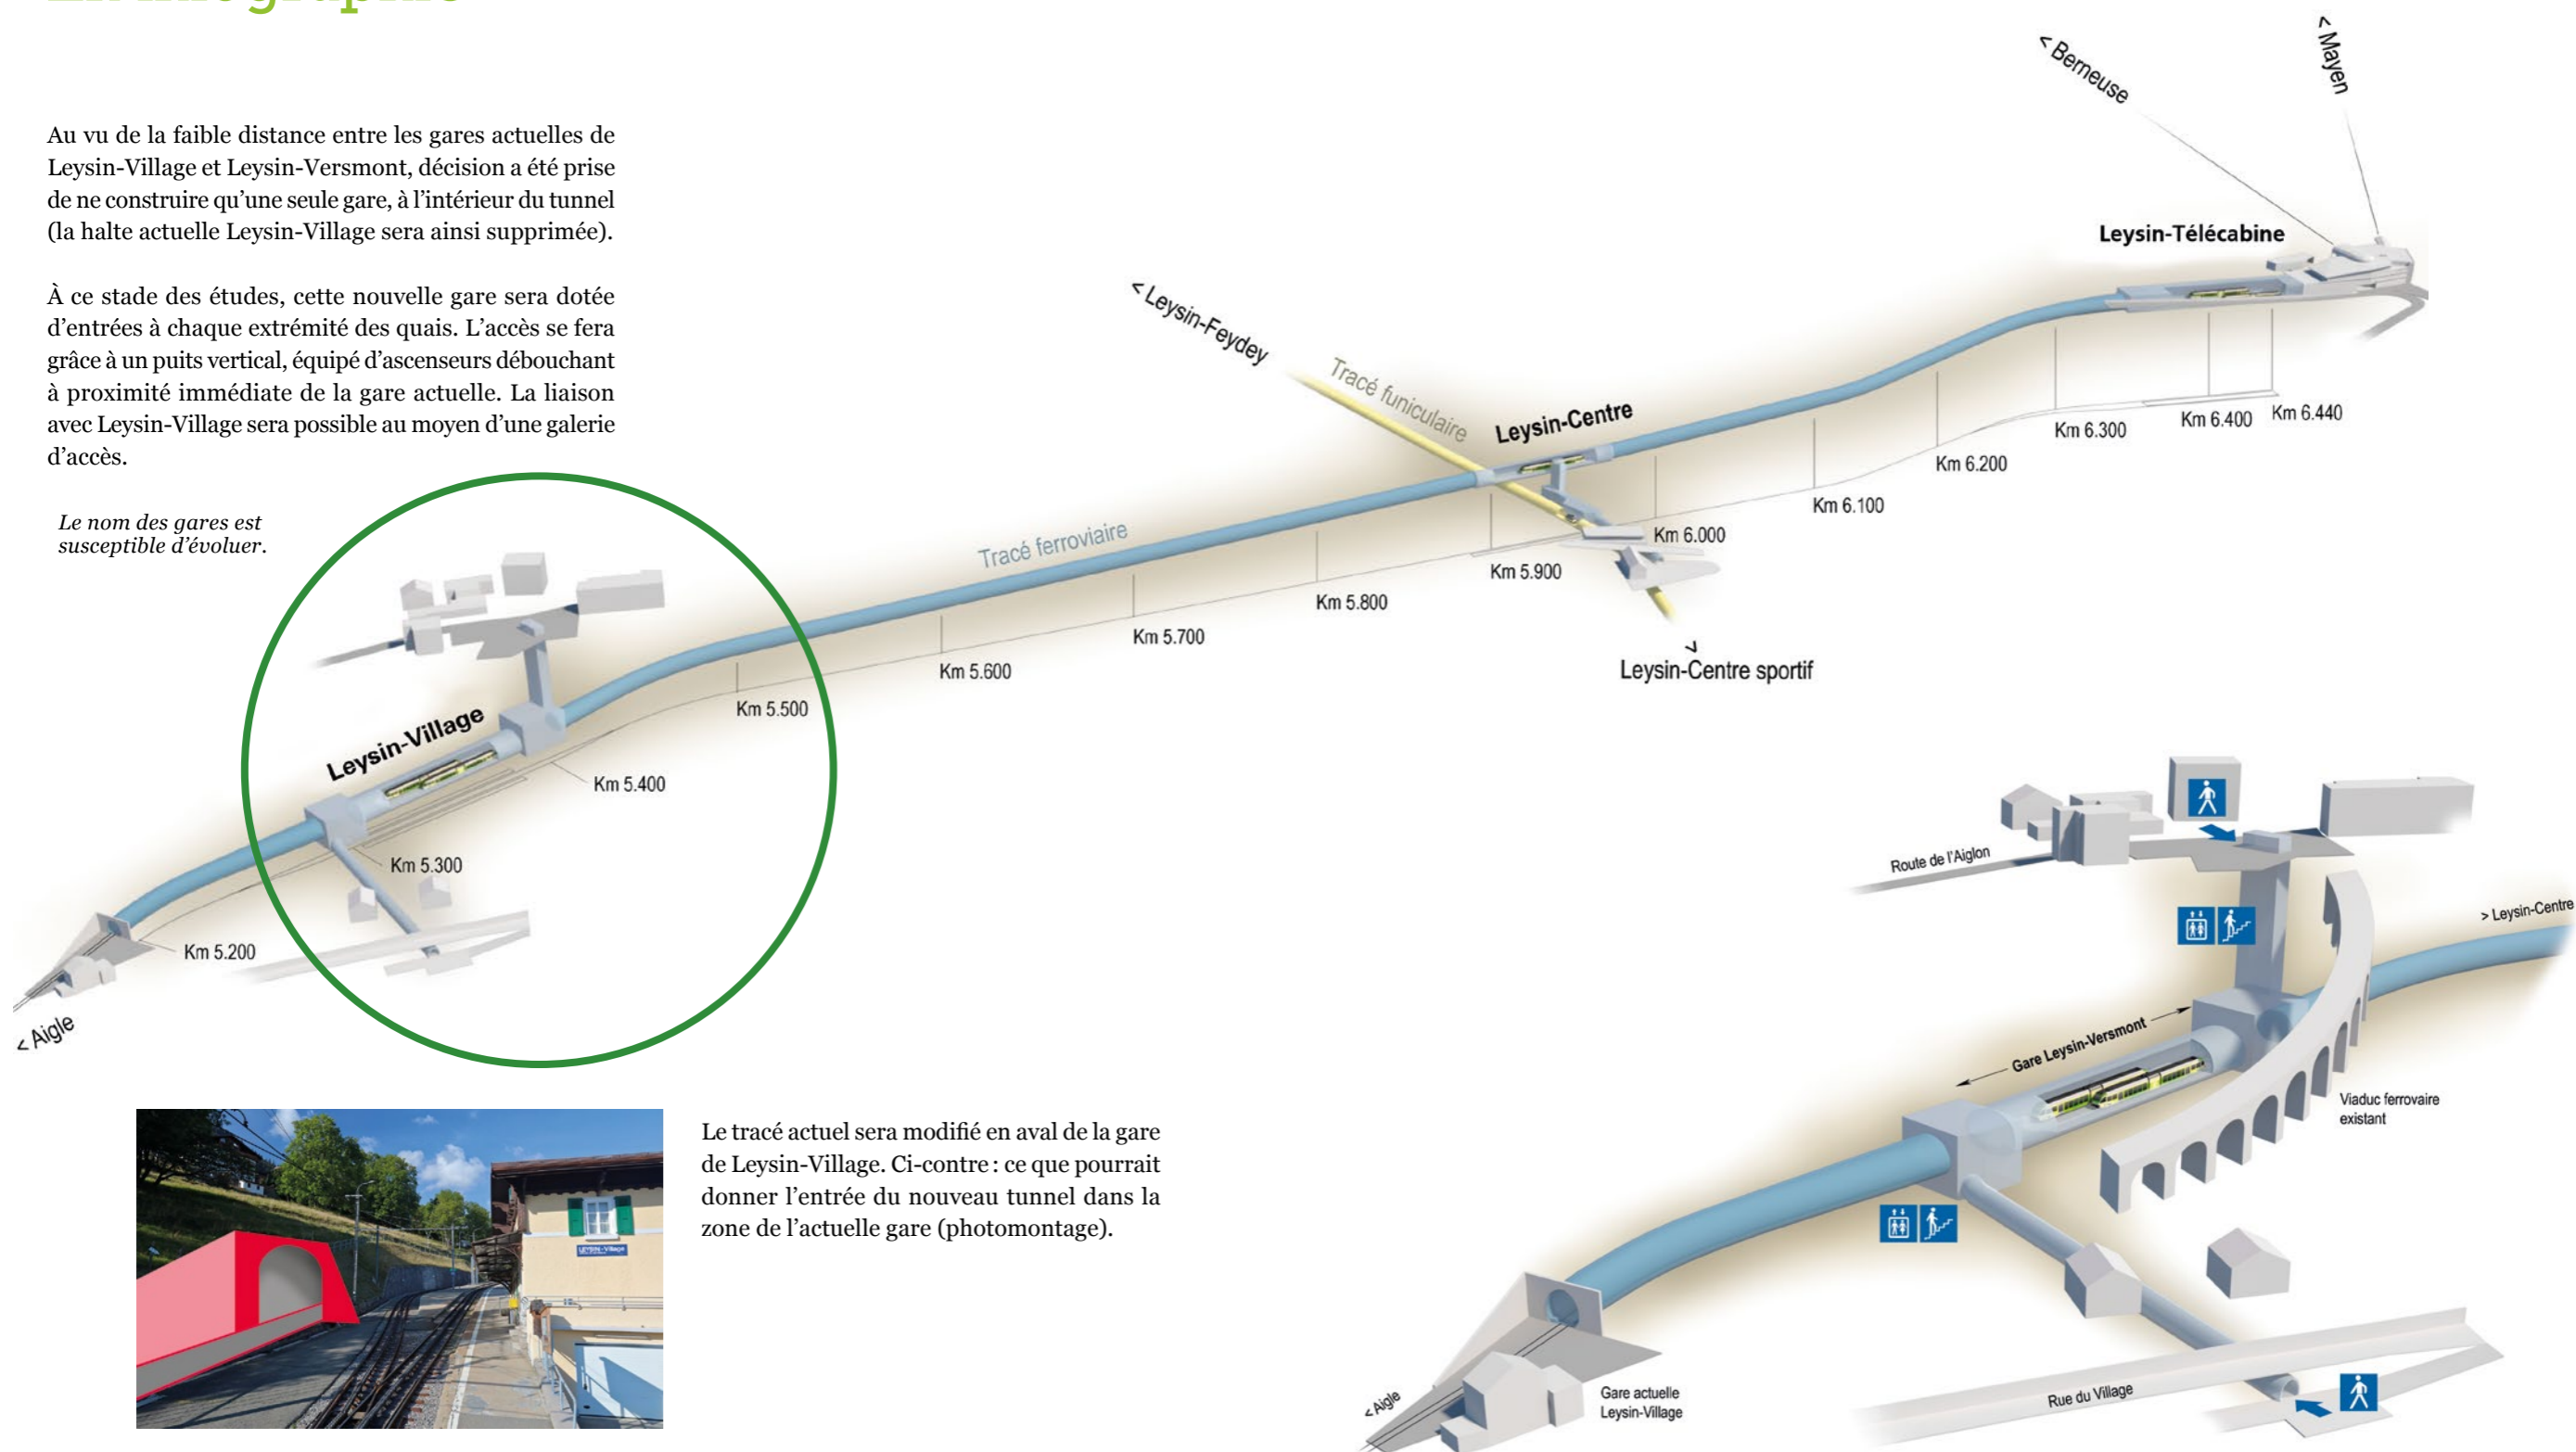 En infographie
Au vu de la faible distance entre les gares actuelles de
Leysin-Village et Leysin-Versmont, décision a été prise
de ne construire qu’une seule gare, à l’intérieur du tunnel
(la halte actuelle Leysin-Village sera ainsi supprimée).
À ce stade des études, cette nouvelle gare sera dotée
d’entrées à chaque extrémité des quais. L’accès se fera
grâce à un puits vertical, équipé d’ascenseurs débouchant
à proximité immédiate de la gare actuelle. La liaison
avec Leysin-Village sera possible au moyen d’une galerie
d’accès.
Le nom des gares est
susceptible d’évoluer.
< Berneuse
< Mayen
Leysin-Télécabine
< Leysin-Feydey
Tracé funiculaire
Leysin-Centre
Km 6.440
Km 6.400
Km 6.300
Km 6.200
Km 6.100
Km 6.000
Km 5.900
Km 5.800
Km 5.700
Km 5.600
Km 5.500
Km 5.400
Km 5.300
Km 5.200
Tracé ferroviaire
< Leysin-Centre sportif
Leysin-Village
< Aigle
LEYSIN - Village
Le tracé actuel sera modifié en aval de la gare
de Leysin-Village. Ci-contre : ce que pourrait
donner l’entrée du nouveau tunnel dans la
zone de l’actuelle gare (photomontage).
Route de l’Aiglon
> Leysin-Centre
Gare Leysin-Versmont
Viaduc ferrovaire
existant
< Aigle
Gare actuelle
Leysin-Village
Rue du Village